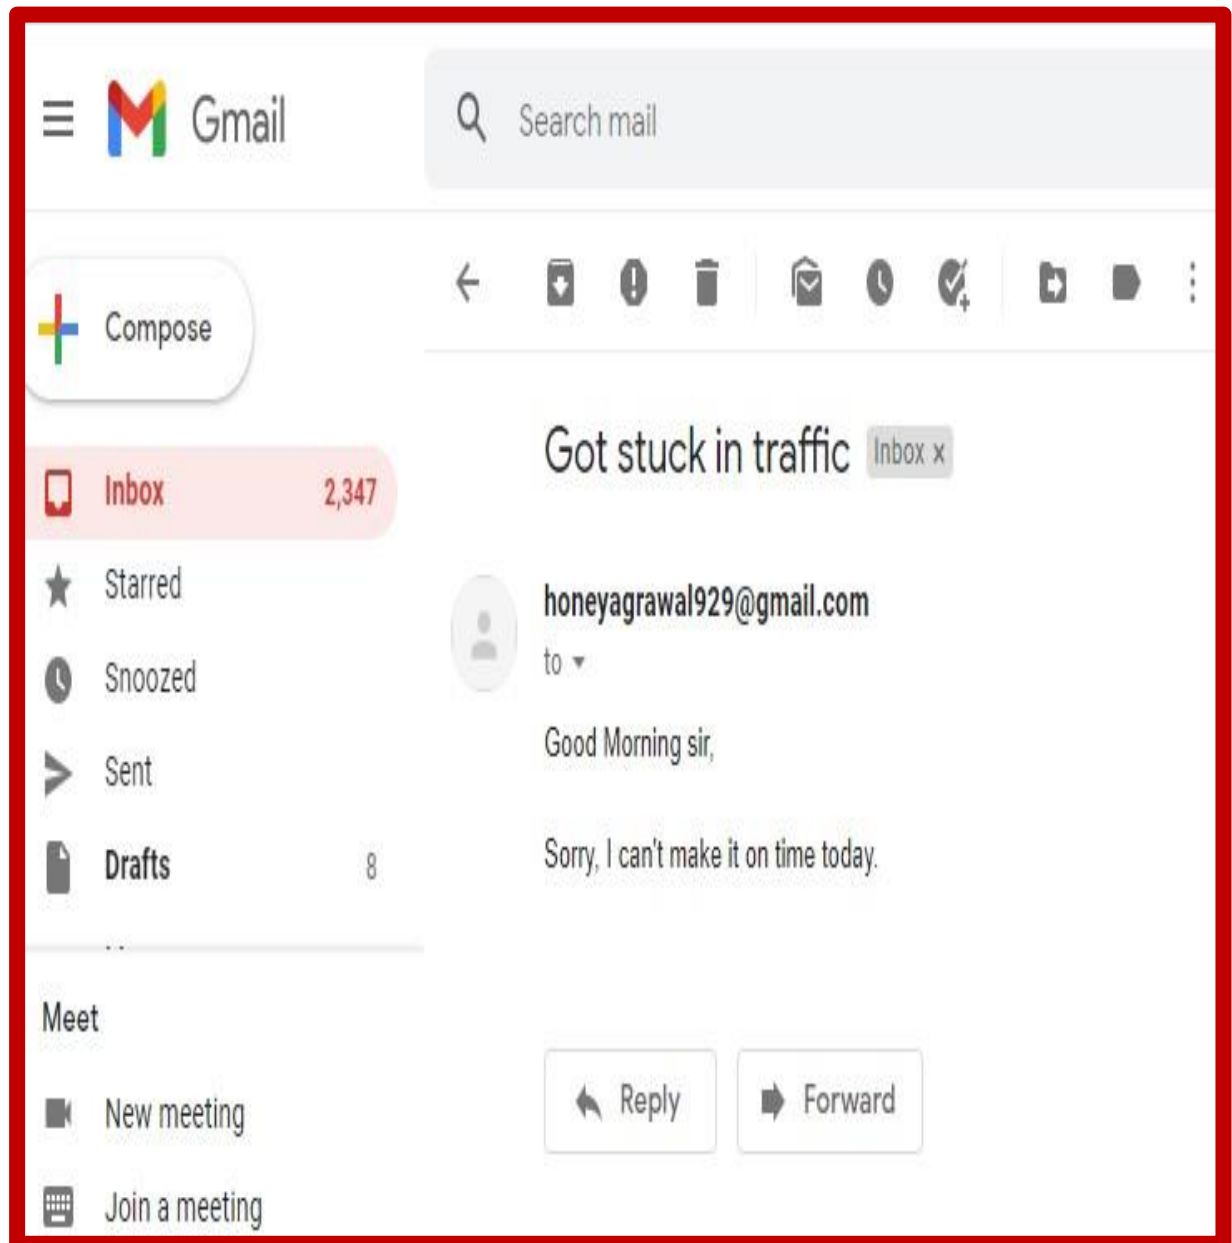 Gmail
Search mail
Compose
Inbox 2,347
Starred
Snoozed
Sent
Drafts 8
Meet
New meeting
Join a meeting
Got stuck in traffic Inbox x
honeyagrawal929@gmail.com
to
Good Morning sir,
Sorry, I can't make it on time today.
Reply Forward